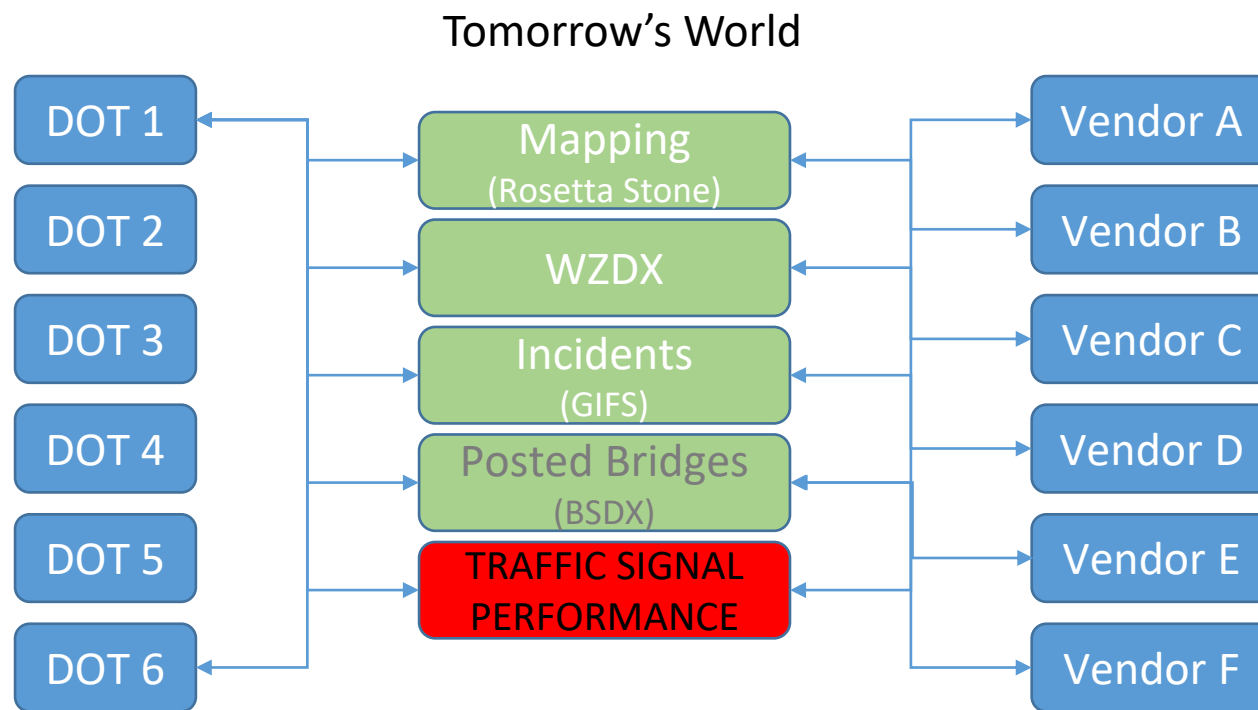 Tomorrow’s World
DOT 1
DOT 2
DOT 3
DOT 4
DOT 5
DOT 6
Mapping
(Rosetta Stone)
WZDX
Incidents
(GIFS)
Posted Bridges
(BSDX)
TRAFFIC SIGNAL
PERFORMANCE
Vendor A
Vendor B
Vendor C
Vendor D
Vendor E
Vendor F